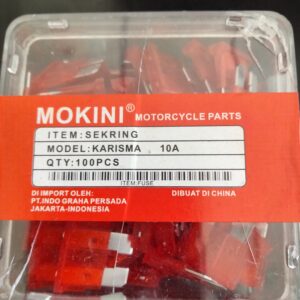 MOKINI® MOTORCYCLE PARTS
ITEM:SEKRING
MODEL:KARISMA , 10A
QTY:100PCS
ITEM:FUSE
DI IMPORT OLEH:
PT.INDO GRAHA PERSADA
JAKARTA-INDONESIA
DIBUAT DI CHINA